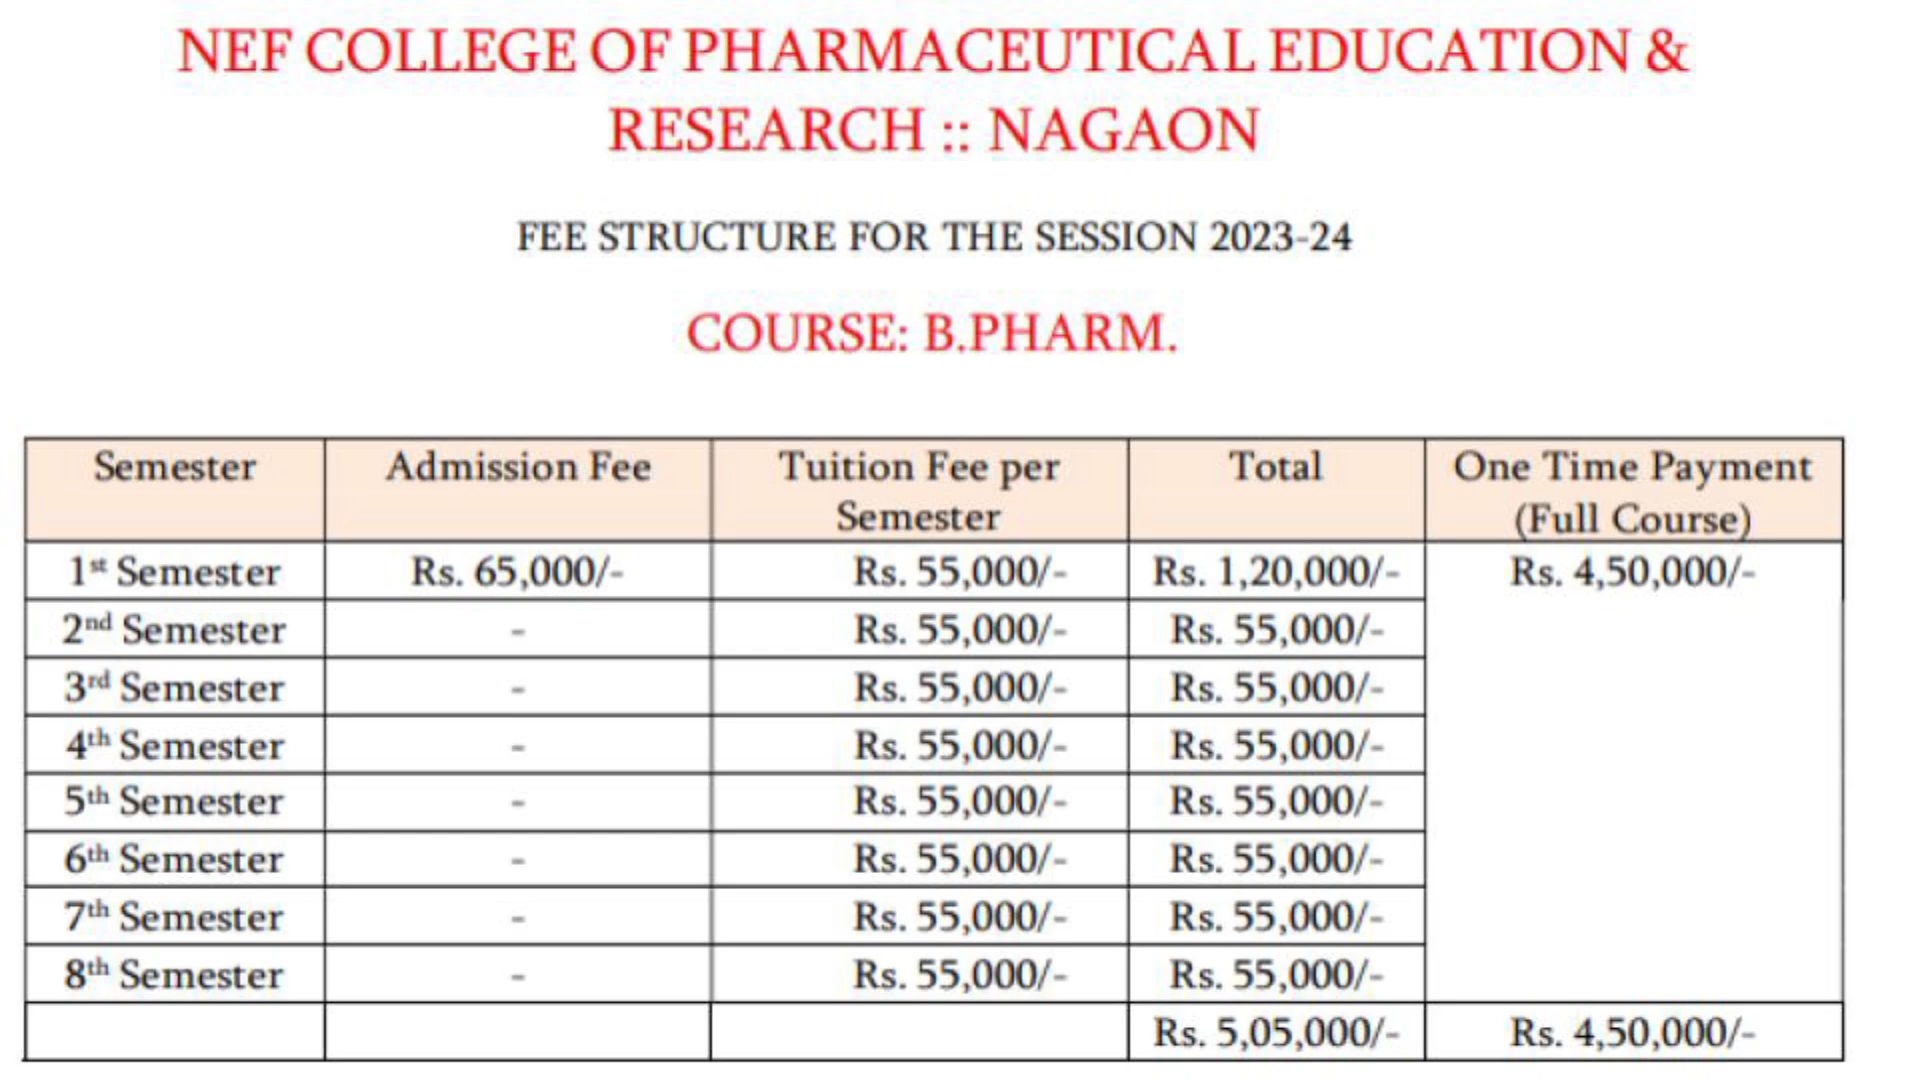 NEF COLLEGE OF PHARMACEUTICAL EDUCATION &
RESEARCH :: NAGAON
FEE STRUCTURE FOR THE SESSION 2023-24
COURSE: B.PHARM.
Semester Admission Fee Tuition Fee per Semester Total One Time Payment (Full Course)
1st Semester Rs. 65,000/- Rs. 55,000/- Rs. 1,20,000/- Rs. 4,50,000/-
2nd Semester - Rs. 55,000/- Rs. 55,000/-
3rd Semester - Rs. 55,000/- Rs. 55,000/-
4th Semester - Rs. 55,000/- Rs. 55,000/-
5th Semester - Rs. 55,000/- Rs. 55,000/-
6th Semester - Rs. 55,000/- Rs. 55,000/-
7th Semester - Rs. 55,000/- Rs. 55,000/-
8th Semester - Rs. 55,000/- Rs. 55,000/-
Rs. 5,05,000/- Rs. 4,50,000/-